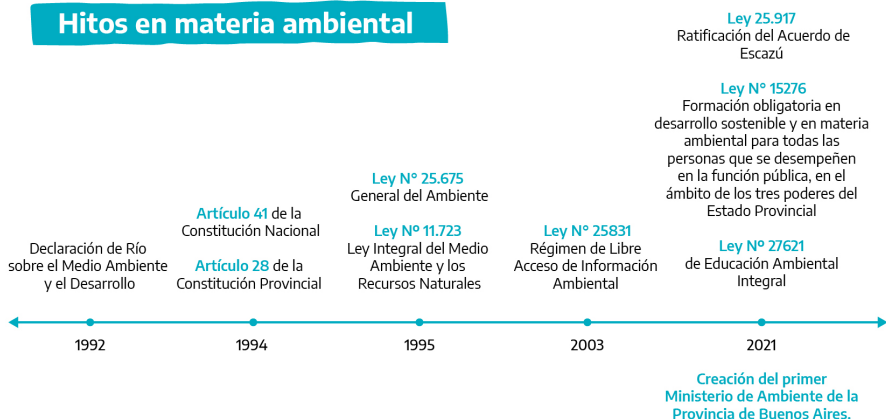 Hitos en materia ambiental
Declaración de Río
sobre el Medio Ambiente
y el Desarrollo
1992
Artículo 41 de la
Constitución Nacional
Artículo 28 de la
Constitución Provincial
1994
Ley N° 25.675
General del Ambiente
Ley Nº 11.723
Ley Integral del Medio
Ambiente y los
Recursos Naturales
1995
Ley N° 25831
Régimen de Libre
Acceso de Información
Ambiental
2003
Ley 25.917
Ratificación del Acuerdo de
Escazú
Ley N° 15276
Formación obligatoria en
desarrollo sostenible y en materia
ambiental para todas las
personas que se desempeñen
en la función pública, en el
ámbito de los tres poderes del
Estado Provincial
Ley Nº 27621
de Educación Ambiental
Integral
2021
Creación del primer
Ministerio de Ambiente de la
Provincia de Buenos Aires.